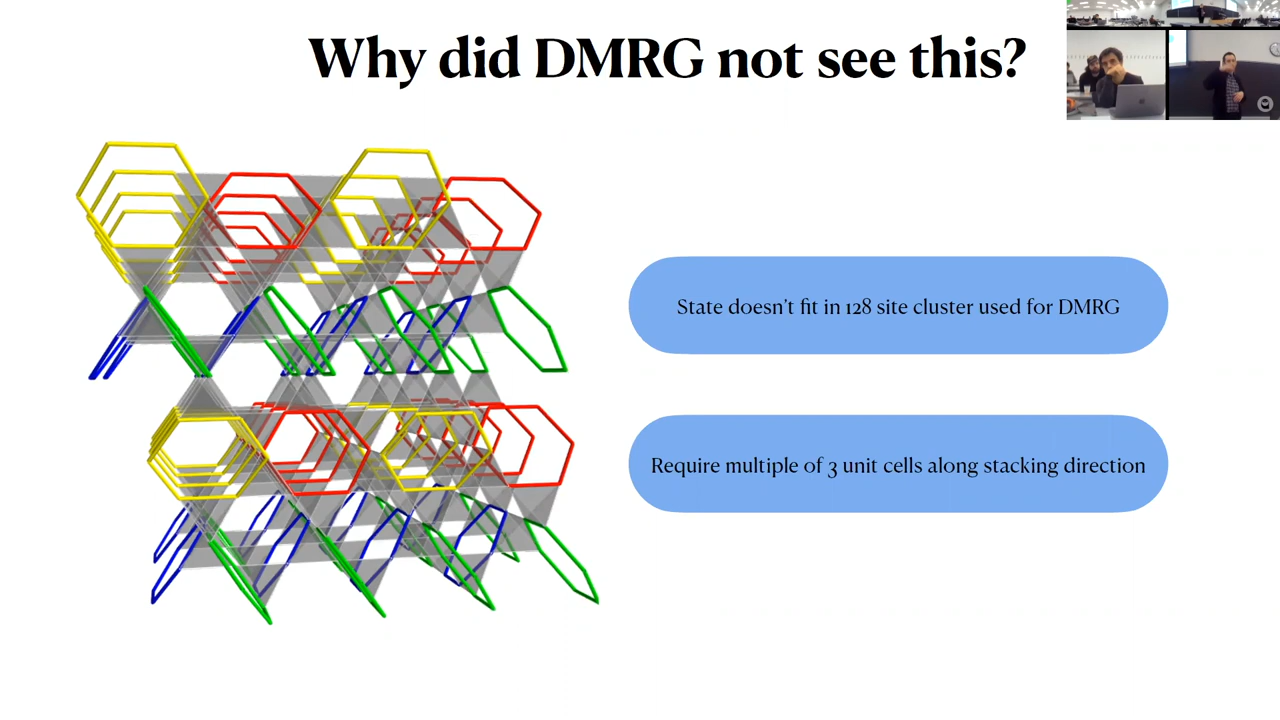 Why did DMRG not see this?
State doesn't fit in 128 site cluster used for DMRG
Require multiple of 3 unit cells along stacking direction